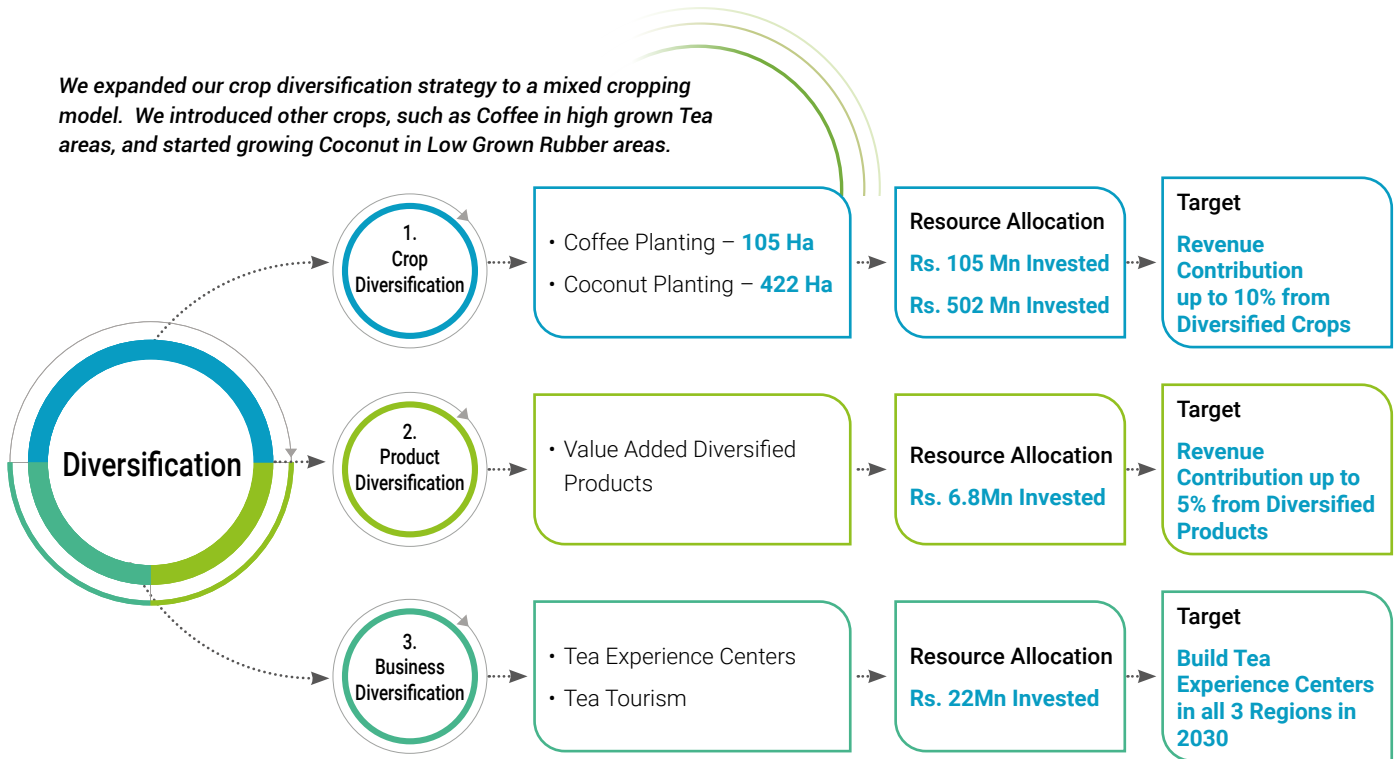 We expanded our crop diversification strategy to a mixed cropping
model.  We introduced other crops, such as Coffee in high grown Tea
areas, and started growing Coconut in Low Grown Rubber areas.
Diversification
1.
Crop
Diversification
• Coffee Planting – 105 Ha
• Coconut Planting – 422 Ha
Resource Allocation
Rs. 105 Mn Invested
Rs. 502 Mn Invested
Target
Revenue
Contribution
up to 10% from
Diversified Crops
2.
Product
Diversification
• Value Added Diversified
Products
Resource Allocation
Rs. 6.8Mn Invested
Target
Revenue
Contribution up to
5% from Diversified
Products
3.
Business
Diversification
• Tea Experience Centers
• Tea Tourism
Resource Allocation
Rs. 22Mn Invested
Target
Build Tea
Experience Centers
in all 3 Regions in
2030